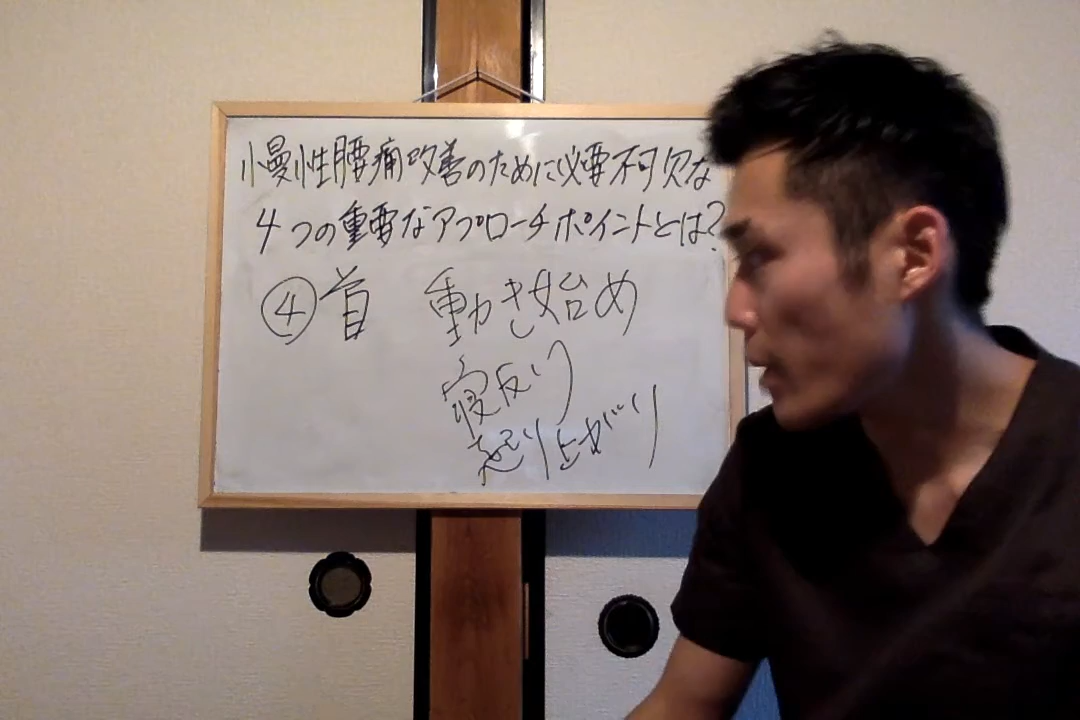 慢性腰痛改善のために必要不可欠な
4つの重要なアプローチポイントとは?
④首 動き始め
寝反り
起り上がり